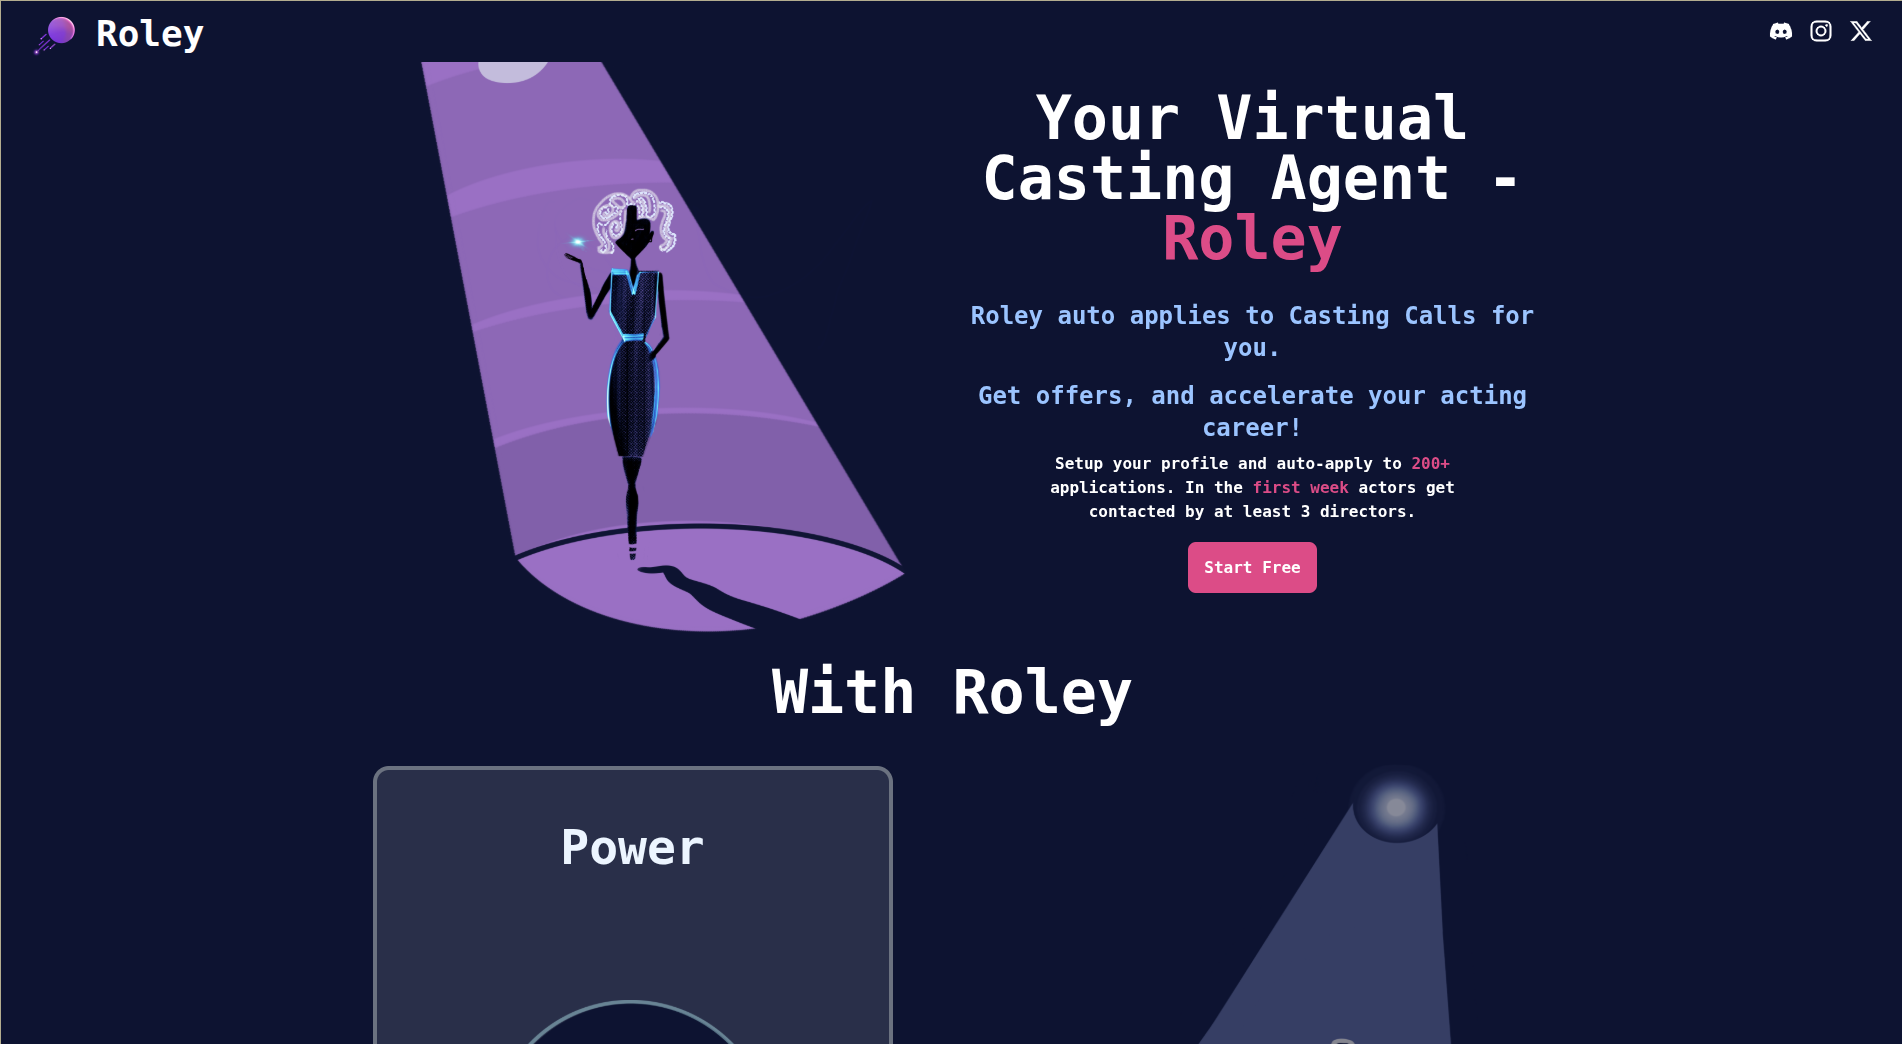 Roley
Your Virtual
Casting Agent -
Roley
Roley auto applies to Casting Calls for
you.
Get offers, and accelerate your acting
career!
Setup your profile and auto-apply to 200+
applications. In the first week actors get
contacted by at least 3 directors.
Start Free
With Roley
Power